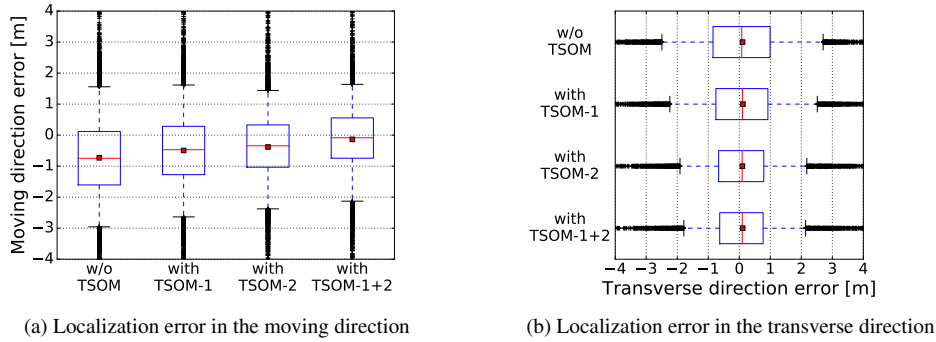 Moving direction error [m]
4
3
2
1
0
−1
−2
−3
−4
w/o
TSOM
with
TSOM-1
with
TSOM-2
with
TSOM-1+2
(a) Localization error in the moving direction
w/o
TSOM
with
TSOM-1
with
TSOM-2
with
TSOM-1+2
−4 −3 −2 −1 0 1 2 3 4
Transverse direction error [m]
(b) Localization error in the transverse direction